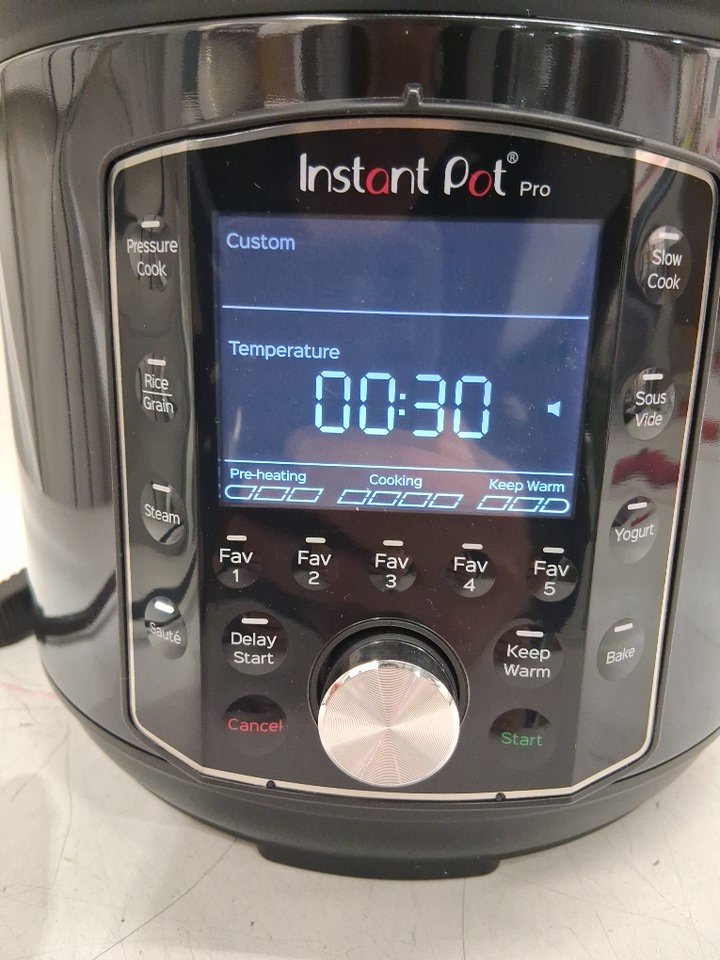 Instant Pot® Pro
Pressure
Cook
Rice
Grain
Steam
Sauté
Custom
Temperature
00:30
Pre-heating Cooking Keep Warm
Slow
Cook
Sous
Vide
Yogurt
Bake
Fav
1
Fav
2
Fav
3
Fav
4
Fav
5
Delay
Start
Keep
Warm
Cancel
Start